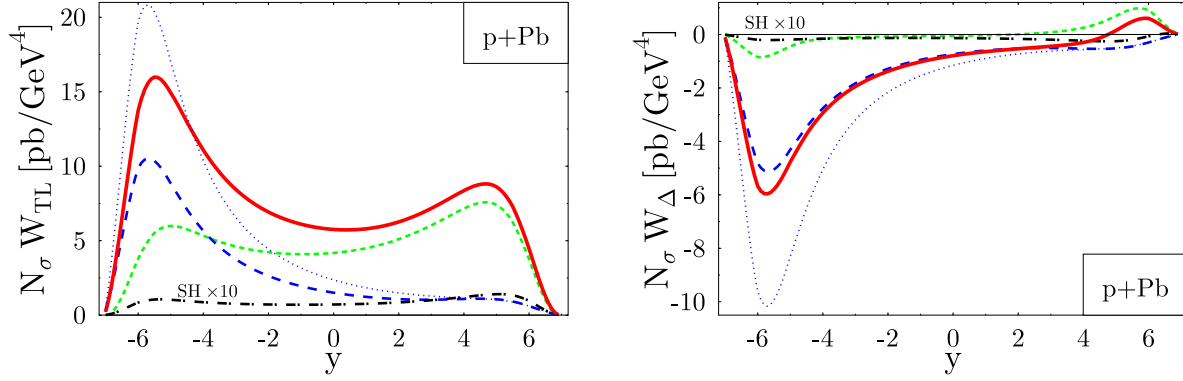 N_σ W_TL [pb/GeV^4]
20
15
10
5
0
p+Pb
SH ×10
-6 -4 -2 0 2 4 6
y
N_σ W_Δ [pb/GeV^4]
0
-2
-4
-6
-8
-10
SH ×10
p+Pb
-6 -4 -2 0 2 4 6
y